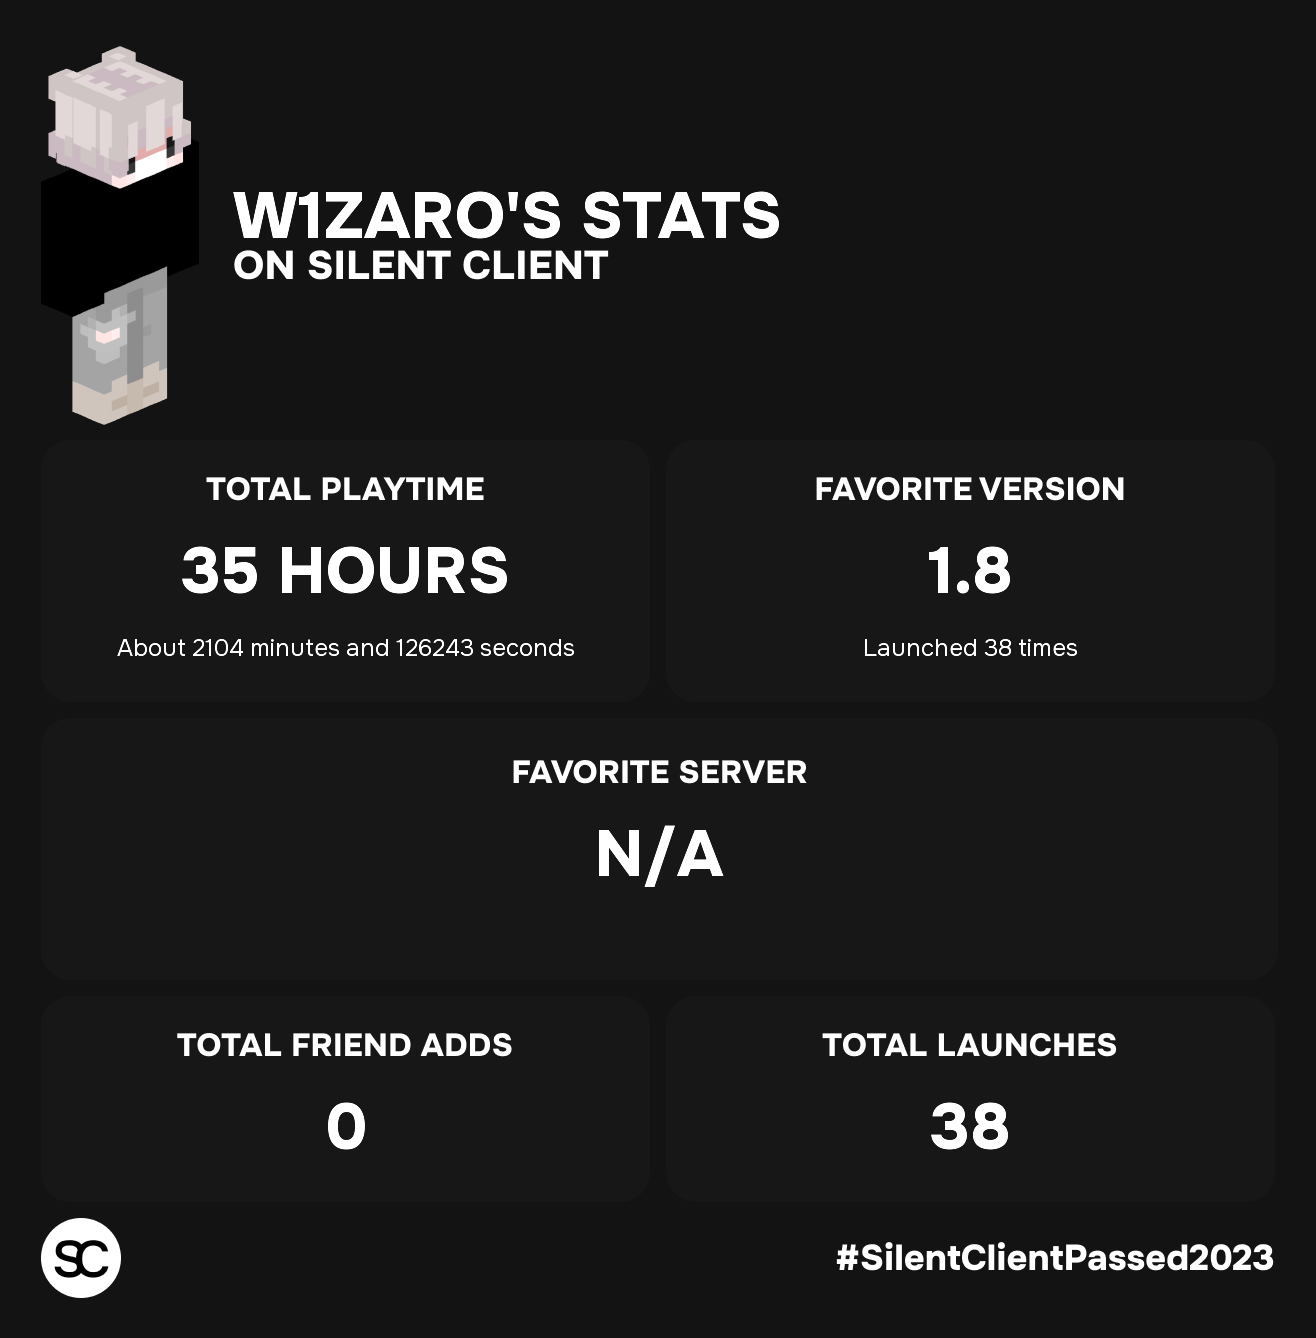 W1ZARO'S STATS
ON SILENT CLIENT
TOTAL PLAYTIME
35 HOURS
About 2104 minutes and 126243 seconds
FAVORITE VERSION
1.8
Launched 38 times
FAVORITE SERVER
N/A
TOTAL FRIEND ADDS
0
TOTAL LAUNCHES
38
SC
#SilentClientPassed2023